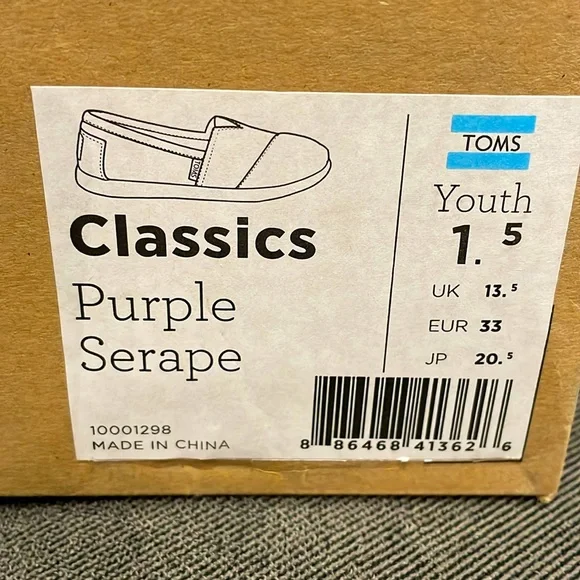 TOMS
Classics
Purple
Serape
10001298
MADE IN CHINA
TOMS
Youth
1.5
UK 13.5
EUR 33
JP 20.5
8 86468 41362 6